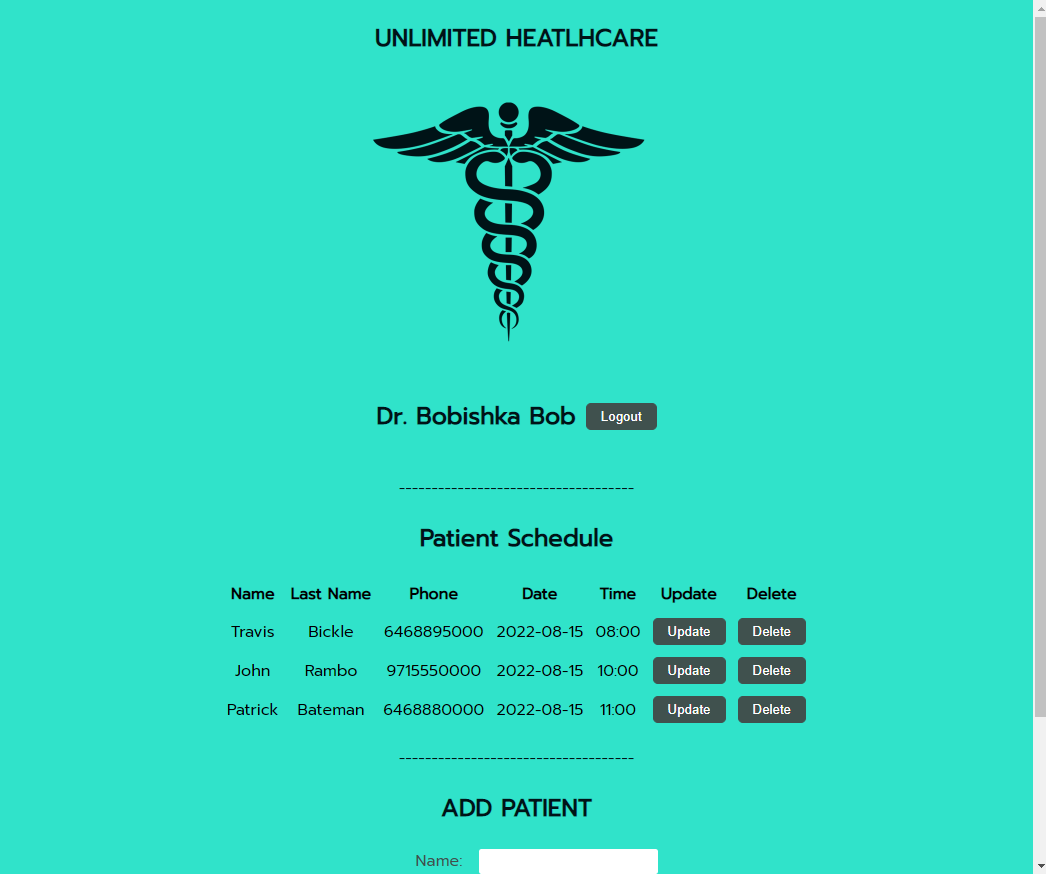 UNLIMITED HEATLHCARE
Dr. Bobishka Bob Logout
------------------------------------
Patient Schedule
Name Last Name Phone Date Time Update Delete
Travis Bickle 6468895000 2022-08-15 08:00 Update Delete
John Rambo 9715550000 2022-08-15 10:00 Update Delete
Patrick Bateman 6468880000 2022-08-15 11:00 Update Delete
------------------------------------
ADD PATIENT
Name: